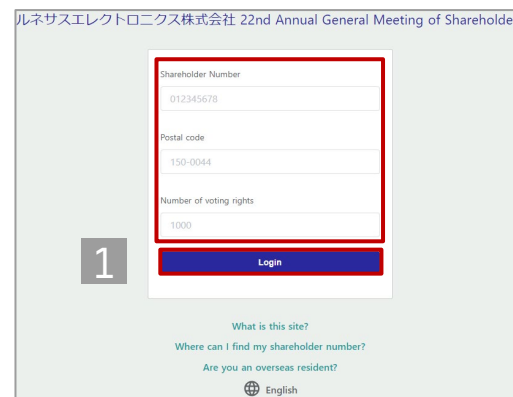 ルネサスエレクトロニクス株式会社 22nd Annual General Meeting of Shareholde
Shareholder Number
012345678
Postal code
150-0044
Number of voting rights
1000
1
Login
What is this site?
Where can I find my shareholder number?
Are you an overseas resident?
English